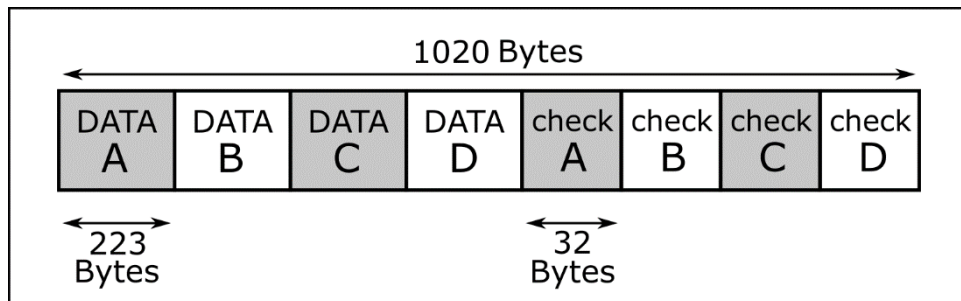 1020 Bytes
DATA DATA DATA DATA check check check check
A B C D A B C D
223 32
Bytes Bytes